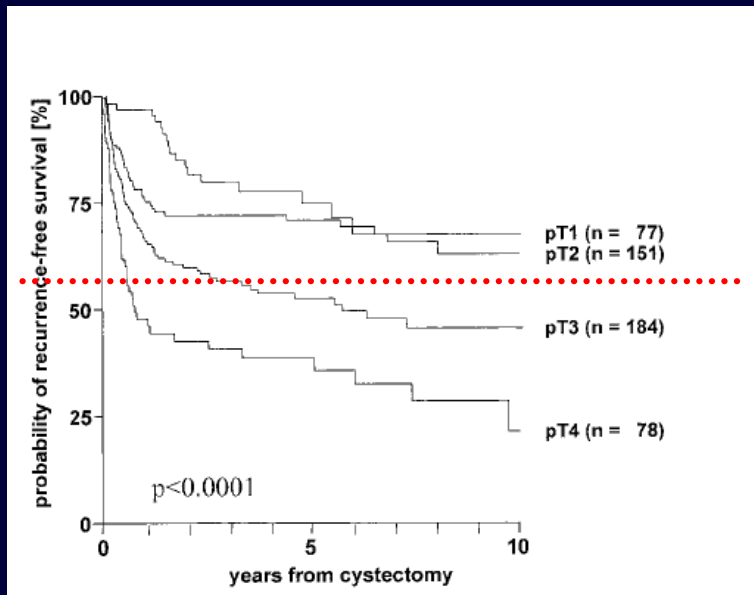 probability of recurrence-free survival [%]
100
75
50
25
0
pT1 (n = 77)
pT2 (n = 151)
pT3 (n = 184)
pT4 (n = 78)
p<0.0001
0 5 10
years from cystectomy